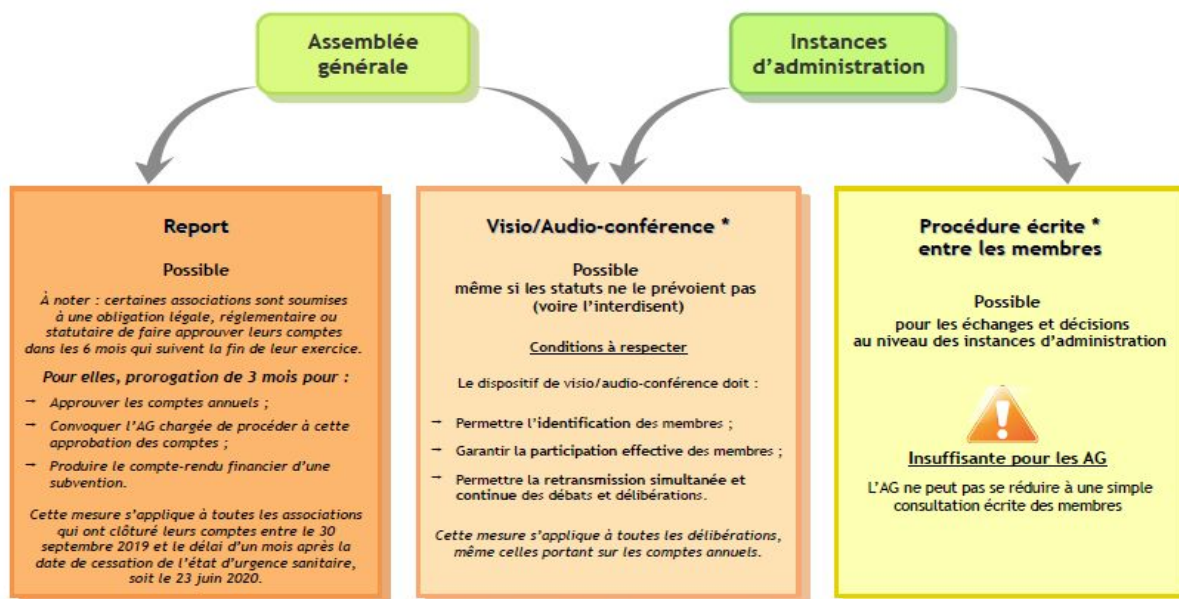 Assemblée
générale
Instances
d'administration
Report
Possible
À noter : certaines associations sont soumises
à une obligation légale, réglementaire ou
statutaire de faire approuver leurs comptes
dans les 6 mois qui suivent la fin de leur exercice.
Pour elles, prorogation de 3 mois pour :
→ Approuver les comptes annuels ;
→ Convoquer l'AG chargée de procéder à cette
approbation des comptes ;
→ Produire le compte-rendu financier d'une
subvention.
Cette mesure s'applique à toutes les associations
qui ont clôturé leurs comptes entre le 30
septembre 2019 et le délai d'un mois après la
date de cessation de l'état d'urgence sanitaire,
soit le 23 juin 2020.
Visio/Audio-conférence *
Possible
même si les statuts ne le prévoient pas
(voire l'interdisent)
Conditions à respecter
Le dispositif de visio/audio-conférence doit :
→ Permettre l'identification des membres ;
→ Garantir la participation effective des membres ;
→ Permettre la retransmission simultanée et
continue des débats et délibérations.
Cette mesure s'applique à toutes les délibérations,
même celles portant sur les comptes annuels.
Procédure écrite *
entre les membres
Possible
pour les échanges et décisions
au niveau des instances d'administration
Insuffisante pour les AG
L'AG ne peut pas se réduire à une simple
consultation écrite des membres